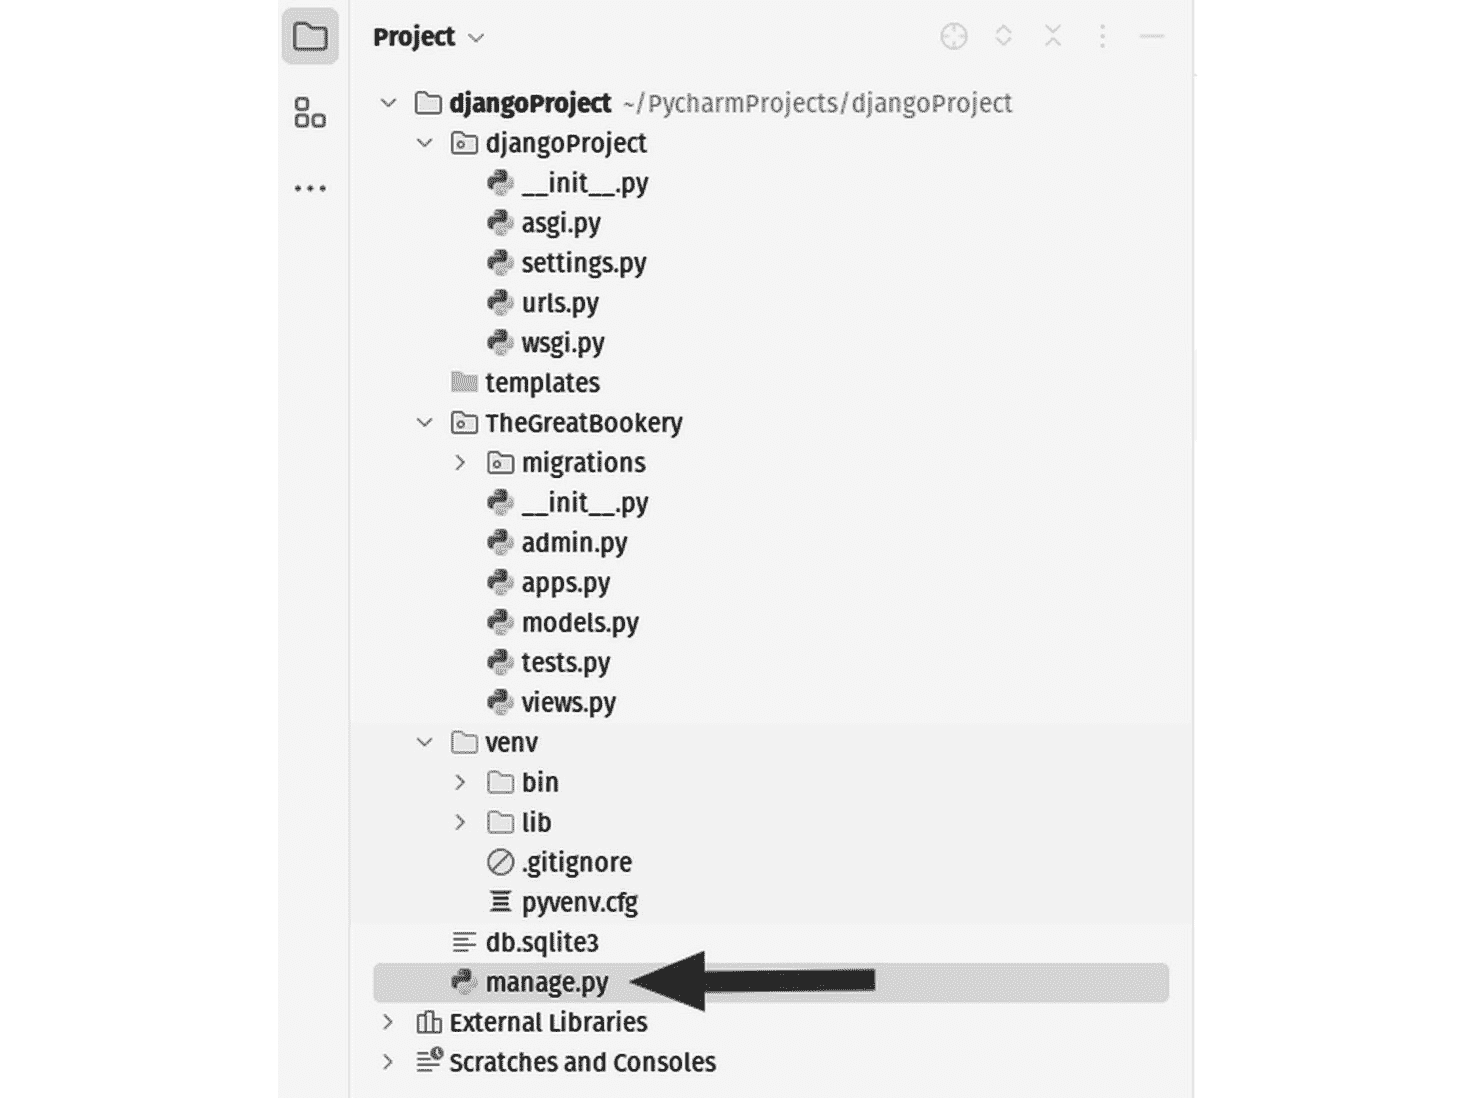 Project
djangoProject ~/PycharmProjects/djangoProject
djangoProject
__init__.py
asgi.py
settings.py
urls.py
wsgi.py
templates
TheGreatBookery
migrations
__init__.py
admin.py
apps.py
models.py
tests.py
views.py
venv
bin
lib
.gitignore
pyvenv.cfg
db.sqlite3
manage.py
External Libraries
Scratches and Consoles